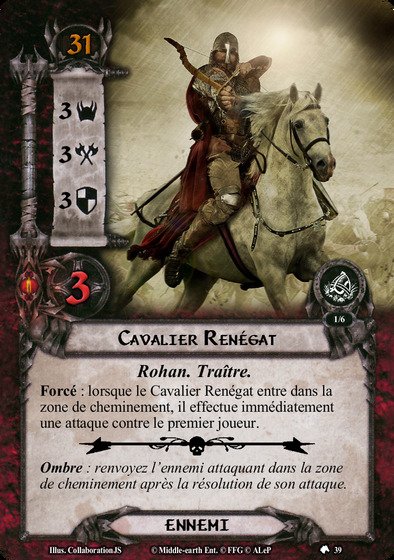 31
3
3
3
3
1/6
Cavalier Renégat
Rohan. Traître.
Forcé : lorsque le Cavalier Renégat entre dans la
zone de cheminement, il effectue immédiatement
une attaque contre le premier joueur.
Ombre : renvoyez l'ennemi attaquant dans la zone
de cheminement après la résolution de son attaque.
ENNEMI
Illus. CollaborationJS © Middle-earth Ent. © FFG © ALeP 39